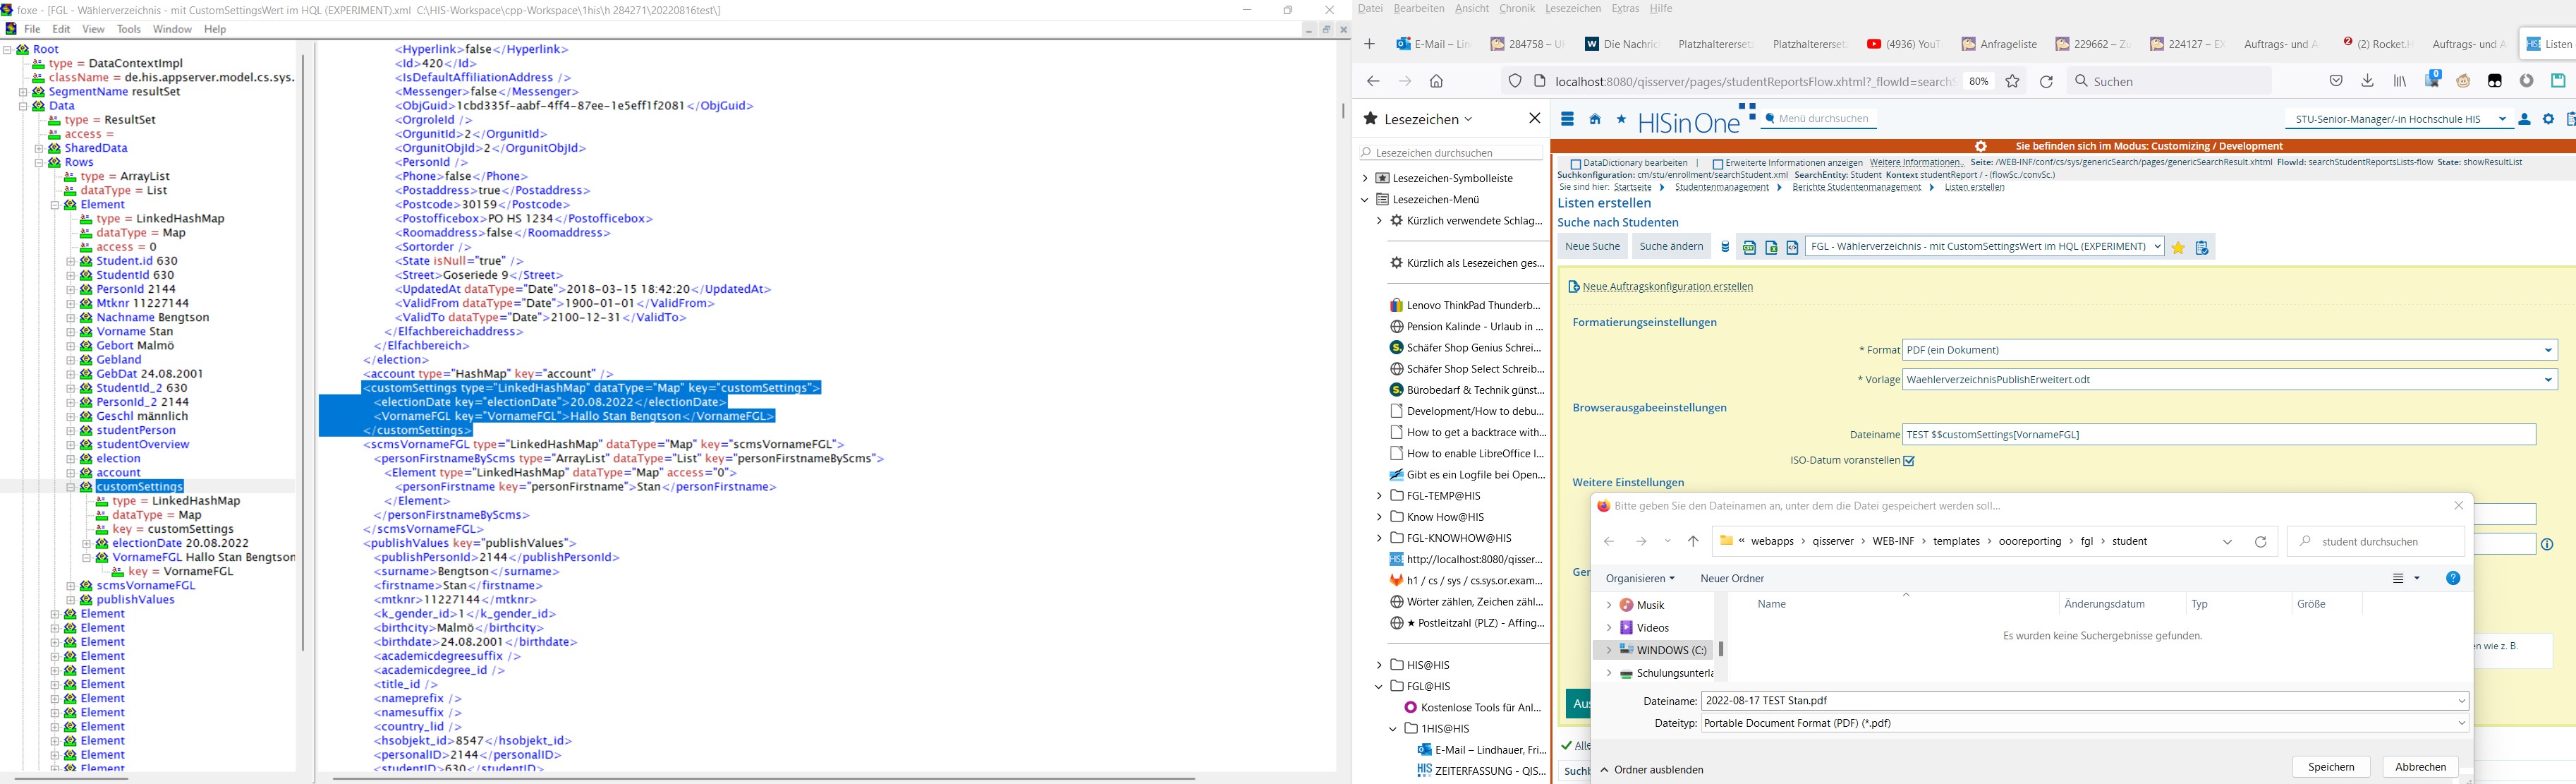 foxe - [FGL - Wählerverzeichnis - mit CustomSettingsWert im HQL (EXPERIMENT).xml  C:\HIS-Workspace\cpp-Workspace\1his\h 284271\20220816test\]
File  Edit  View  Tools  Window  Help
Root
type = DataContextImpl
className = de.his.appserver.model.cs.sys.
SegmentName resultSet
Data
type = ResultSet
access =
SharedData
Rows
type = ArrayList
dataType = List
Element
type = LinkedHashMap
dataType = Map
access = 0
Student.id 630
StudentId 630
PersonId 2144
Mtknr 11227144
Nachname Bengtson
Vorname Stan
Gebort Malmö
Gebland
GebDat 24.08.2001
StudentId_2 630
PersonId_2 2144
Geschl männlich
studentPerson
studentOverview
election
account
customSettings
type = LinkedHashMap
dataType = Map
key = customSettings
electionDate 20.08.2022
VornameFGL Hallo Stan Bengtson
key = VornameFGL
scmsVornameFGL
publishValues
Element
Element
Element
Element
Element
Element
Element
Element
Element
Element
Element
Element
<Hyperlink>false</Hyperlink>
<Id>420</Id>
<IsDefaultAffiliationAddress />
<Messenger>false</Messenger>
<ObjGuid>1cbd335f-aabf-4ff4-87ee-1e5eff1f2081</ObjGuid>
<OrgroleId />
<OrgunitId>2</OrgunitId>
<OrgunitObjId>2</OrgunitObjId>
<PersonId />
<Phone>false</Phone>
<Postaddress>true</Postaddress>
<Postcode>30159</Postcode>
<Postofficebox>PO HS 1234</Postofficebox>
<Roomaddress>false</Roomaddress>
<Sortorder />
<State isNull="true" />
<Street>Goseriede 9</Street>
<UpdatedAt dataType="Date">2018-03-15 18:42:20</UpdatedAt>
<ValidFrom dataType="Date">1900-01-01</ValidFrom>
<ValidTo dataType="Date">2100-12-31</ValidTo>
</Elfachbereichaddress>
</Elfachbereich>
</election>
<account type="HashMap" key="account" />
<customSettings type="LinkedHashMap" dataType="Map" key="customSettings">
<electionDate key="electionDate">20.08.2022</electionDate>
<VornameFGL key="VornameFGL">Hallo Stan Bengtson</VornameFGL>
</customSettings>
<scmsVornameFGL type="LinkedHashMap" dataType="Map" key="scmsVornameFGL">
<personFirstnameByScms type="ArrayList" dataType="List" key="personFirstnameByScms">
<Element type="LinkedHashMap" dataType="Map" access="0">
<personFirstname key="personFirstname">Stan</personFirstname>
</Element>
</personFirstnameByScms>
</scmsVornameFGL>
<publishValues key="publishValues">
<publishPersonId>2144</publishPersonId>
<surname>Bengtson</surname>
<firstname>Stan</firstname>
<mtknr>11227144</mtknr>
<k_gender_id>1</k_gender_id>
<birthcity>Malmö</birthcity>
<birthdate>24.08.2001</birthdate>
<academicdegreesuffix />
<academicdegree_id />
<title_id />
<nameprefix />
<namesuffix />
<country_lid />
<hsobjekt_id>8547</hsobjekt_id>
<personalID>2144</personalID>
<studentID>630</studentID>
Datei  Bearbeiten  Ansicht  Chronik  Lesezeichen  Extras  Hilfe
E-Mail – Lin  284758 – U  Die Nachric  Platzhalterersetz  Platzhalterersetz  (4936) YouT  Anfrageliste  229662 – Zu  224127 – EX  Auftrags- und A  (2) Rocket.H  Auftrags- und A  Listen
localhost:8080/qisserver/pages/studentReportsFlow.xhtml?_flowId=search  80%  Suchen  0
Lesezeichen
Lesezeichen durchsuchen
Lesezeichen-Symbolleiste
Lesezeichen-Menü
Kürzlich verwendete Schlag...
Kürzlich als Lesezeichen ges...
Lenovo ThinkPad Thunderb...
Pension Kalinde - Urlaub in ...
Schäfer Shop Genius Schrei...
Schäfer Shop Select Schreib...
Bürobedarf & Technik günst...
Development/How to debu...
How to get a backtrace with...
How to enable LibreOffice l...
Gibt es ein Logfile bei Open...
FGL-TEMP@HIS
Know How@HIS
FGL-KNOWHOW@HIS
http://localhost:8080/qisser...
h1 / cs / sys / cs.sys.or.exam...
Wörter zählen, Zeichen zähl...
★ Postleitzahl (PLZ) - Affing...
HIS@HIS
FGL@HIS
Kostenlose Tools für Anl...
1HIS@HIS
E-Mail – Lindhauer, Fri...
ZEITERFASSUNG - QIS...
HISinOne  Menü durchsuchen  STU-Senior-Manager/-in Hochschule HIS
Sie befinden sich im Modus: Customizing / Development
DataDictionary bearbeiten | Erweiterte Informationen anzeigen  Weitere Informationen..  Seite: /WEB-INF/conf/cs/sys/genericSearch/pages/genericSearchResult.xhtml  FlowId: searchStudentReportsLists-flow  State: showResultList
Suchkonfiguration: cm/stu/enrollment/searchStudent.xml  SearchEntity: Student  Kontext studentReport / - (flowSc./convSc.)
Sie sind hier:  Startseite  Studentenmanagement  Berichte Studentenmanagement  Listen erstellen
Listen erstellen
Suche nach Studenten
Neue Suche  Suche ändern  FGL - Wählerverzeichnis - mit CustomSettingsWert im HQL (EXPERIMENT)
Neue Auftragskonfiguration erstellen
Formatierungseinstellungen
* Format  PDF (ein Dokument)
* Vorlage  WaehlerverzeichnisPublishErweitert.odt
Browserausgabeeinstellungen
Dateiname  TEST $$customSettings[VornameFGL]
ISO-Datum voranstellen
Weitere Einstellungen
Bitte geben Sie den Dateinamen an, unter dem die Datei gespeichert werden soll...
« webapps › qisserver › WEB-INF › templates › oooreporting › fgl › student  student durchsuchen
Organisieren  Neuer Ordner
Ger
Musik
Videos
WINDOWS (C:)
Schulungsunterla
Name  Änderungsdatum  Typ  Größe
Es wurden keine Suchergebnisse gefunden.
en wie z. B.
Aus
Dateiname:  2022-08-17 TEST Stan.pdf
Dateityp:  Portable Document Format (PDF) (*.pdf)
Alle
Suchb
Ordner ausblenden  Speichern  Abbrechen